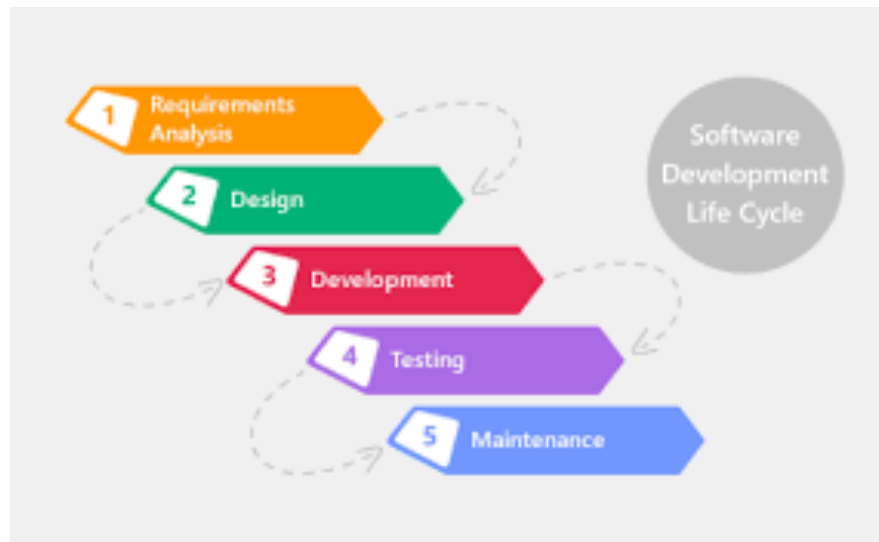 1
Requirements
Analysis
2
Design
3
Development
4
Testing
5
Maintenance
Software
Development
Life Cycle